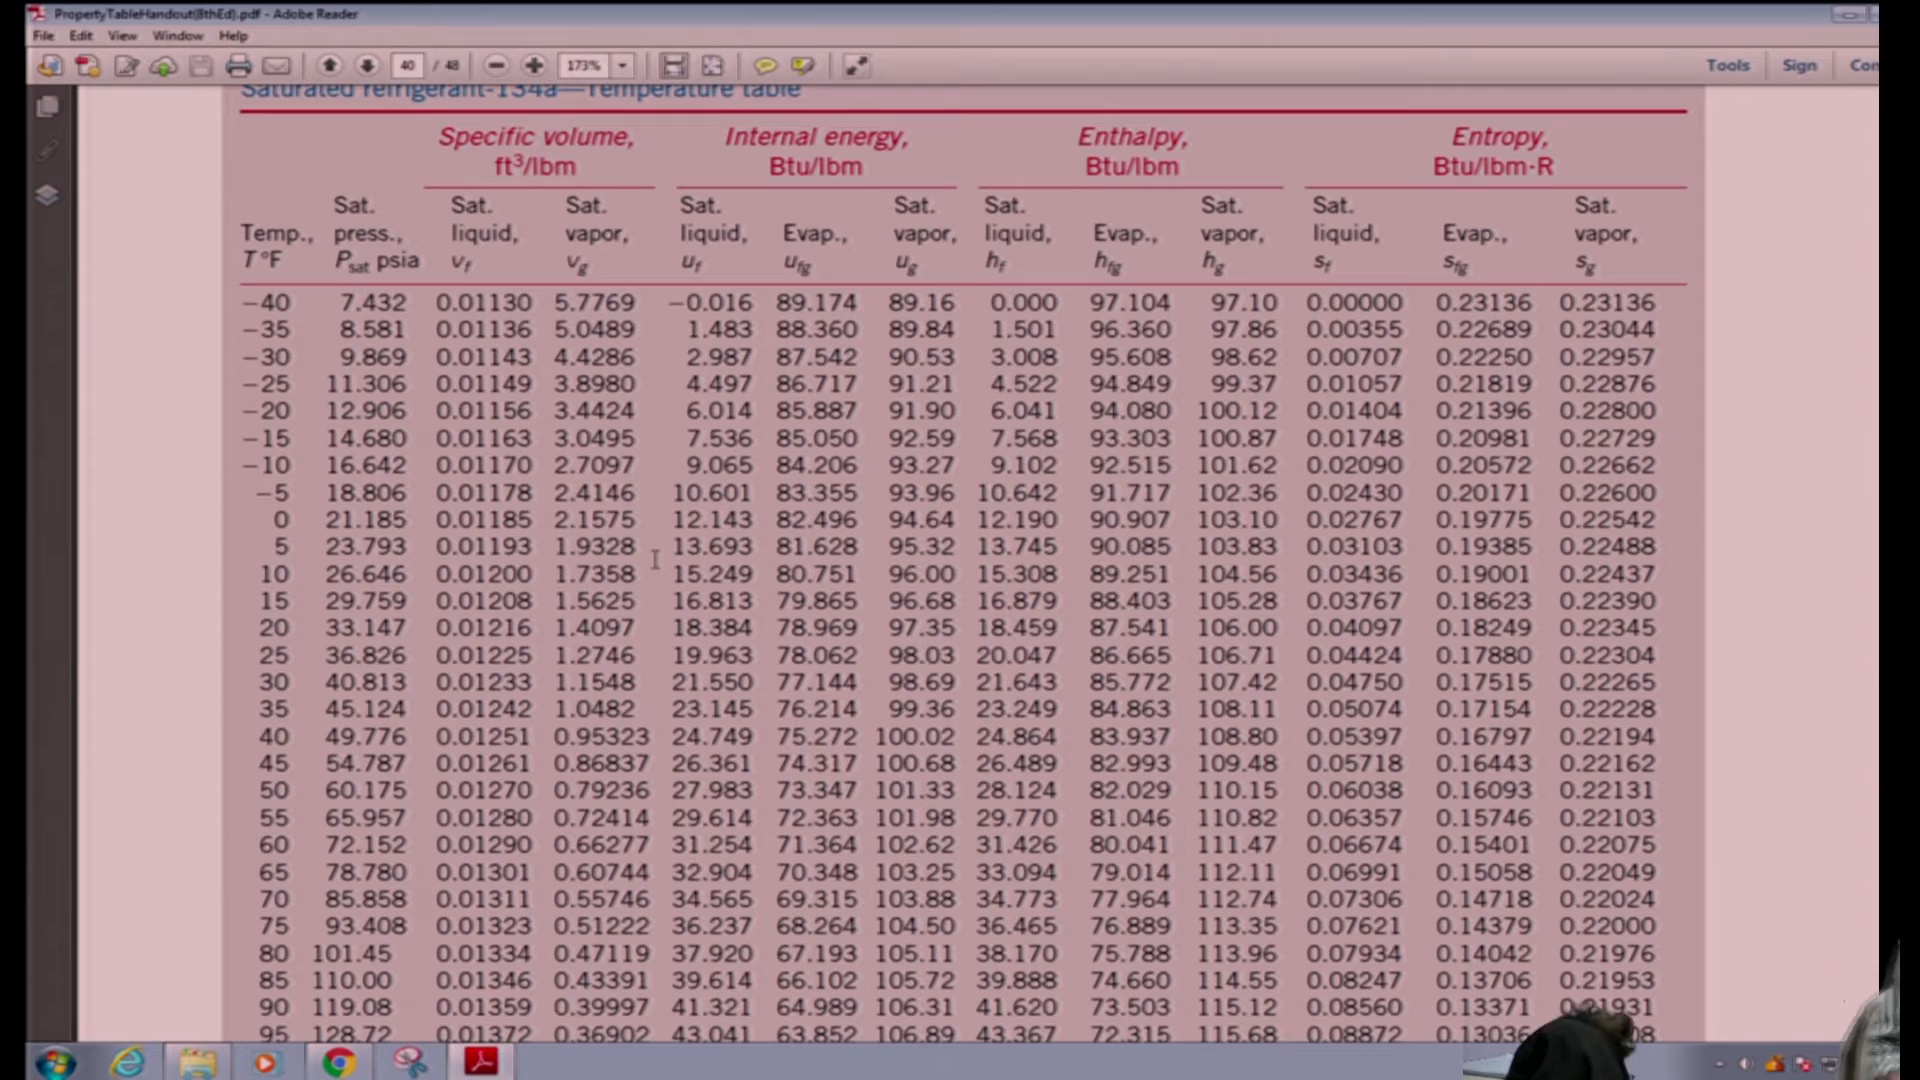 PropertyTableHandout(8thEd).pdf - Adobe Reader
File Edit View Window Help
40 / 48 173% Tools Sign
Saturated refrigerant-134a—Temperature table
Specific volume, Internal energy, Enthalpy, Entropy,
ft³/lbm Btu/lbm Btu/lbm Btu/lbm·R
Sat. Sat. Sat. Sat. Sat. Sat. Sat. Sat. Sat.
Temp., press., liquid, vapor, liquid, Evap., vapor, liquid, Evap., vapor, liquid, Evap., vapor,
T °F Psat psia vf vg uf ufg ug hf hfg hg sf sfg sg
−40 7.432 0.01130 5.7769 −0.016 89.174 89.16 0.000 97.104 97.10 0.00000 0.23136 0.23136
−35 8.581 0.01136 5.0489 1.483 88.360 89.84 1.501 96.360 97.86 0.00355 0.22689 0.23044
−30 9.869 0.01143 4.4286 2.987 87.542 90.53 3.008 95.608 98.62 0.00707 0.22250 0.22957
−25 11.306 0.01149 3.8980 4.497 86.717 91.21 4.522 94.849 99.37 0.01057 0.21819 0.22876
−20 12.906 0.01156 3.4424 6.014 85.887 91.90 6.041 94.080 100.12 0.01404 0.21396 0.22800
−15 14.680 0.01163 3.0495 7.536 85.050 92.59 7.568 93.303 100.87 0.01748 0.20981 0.22729
−10 16.642 0.01170 2.7097 9.065 84.206 93.27 9.102 92.515 101.62 0.02090 0.20572 0.22662
−5 18.806 0.01178 2.4146 10.601 83.355 93.96 10.642 91.717 102.36 0.02430 0.20171 0.22600
0 21.185 0.01185 2.1575 12.143 82.496 94.64 12.190 90.907 103.10 0.02767 0.19775 0.22542
5 23.793 0.01193 1.9328 13.693 81.628 95.32 13.745 90.085 103.83 0.03103 0.19385 0.22488
10 26.646 0.01200 1.7358 15.249 80.751 96.00 15.308 89.251 104.56 0.03436 0.19001 0.22437
15 29.759 0.01208 1.5625 16.813 79.865 96.68 16.879 88.403 105.28 0.03767 0.18623 0.22390
20 33.147 0.01216 1.4097 18.384 78.969 97.35 18.459 87.541 106.00 0.04097 0.18249 0.22345
25 36.826 0.01225 1.2746 19.963 78.062 98.03 20.047 86.665 106.71 0.04424 0.17880 0.22304
30 40.813 0.01233 1.1548 21.550 77.144 98.69 21.643 85.772 107.42 0.04750 0.17515 0.22265
35 45.124 0.01242 1.0482 23.145 76.214 99.36 23.249 84.863 108.11 0.05074 0.17154 0.22228
40 49.776 0.01251 0.95323 24.749 75.272 100.02 24.864 83.937 108.80 0.05397 0.16797 0.22194
45 54.787 0.01261 0.86837 26.361 74.317 100.68 26.489 82.993 109.48 0.05718 0.16443 0.22162
50 60.175 0.01270 0.79236 27.983 73.347 101.33 28.124 82.029 110.15 0.06038 0.16093 0.22131
55 65.957 0.01280 0.72414 29.614 72.363 101.98 29.770 81.046 110.82 0.06357 0.15746 0.22103
60 72.152 0.01290 0.66277 31.254 71.364 102.62 31.426 80.041 111.47 0.06674 0.15401 0.22075
65 78.780 0.01301 0.60744 32.904 70.348 103.25 33.094 79.014 112.11 0.06991 0.15058 0.22049
70 85.858 0.01311 0.55746 34.565 69.315 103.88 34.773 77.964 112.74 0.07306 0.14718 0.22024
75 93.408 0.01323 0.51222 36.237 68.264 104.50 36.465 76.889 113.35 0.07621 0.14379 0.22000
80 101.45 0.01334 0.47119 37.920 67.193 105.11 38.170 75.788 113.96 0.07934 0.14042 0.21976
85 110.00 0.01346 0.43391 39.614 66.102 105.72 39.888 74.660 114.55 0.08247 0.13706 0.21953
90 119.08 0.01359 0.39997 41.321 64.989 106.31 41.620 73.503 115.12 0.08560 0.13371 0.21931
95 128.72 0.01372 0.36902 43.041 63.852 106.89 43.367 72.315 115.68 0.08872 0.13036